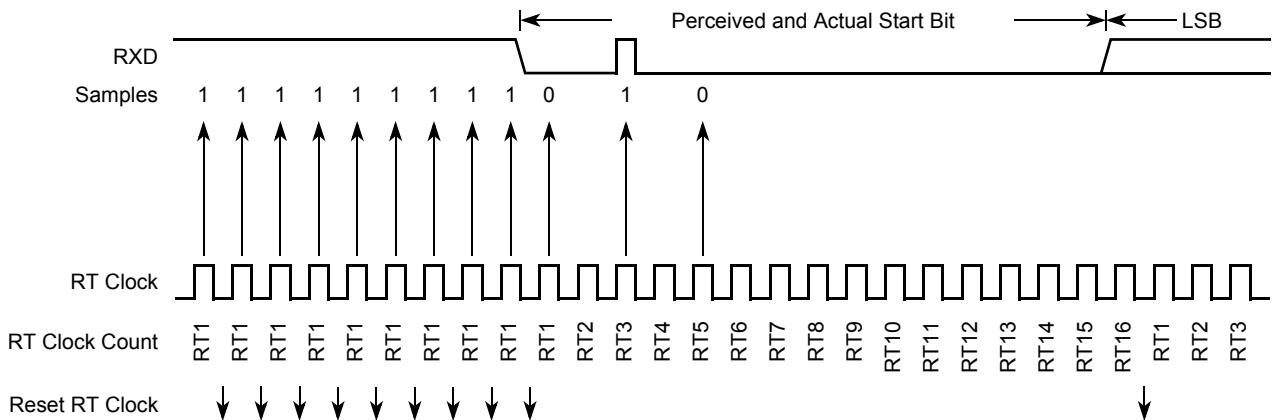 Perceived and Actual Start Bit LSB
RXD
Samples 1 1 1 1 1 1 1 1 1 0 1 0
RT Clock
RT Clock Count RT1 RT1 RT1 RT1 RT1 RT1 RT1 RT1 RT1 RT1 RT2 RT3 RT4 RT5 RT6 RT7 RT8 RT9 RT10 RT11 RT12 RT13 RT14 RT15 RT16 RT1 RT2 RT3
Reset RT Clock